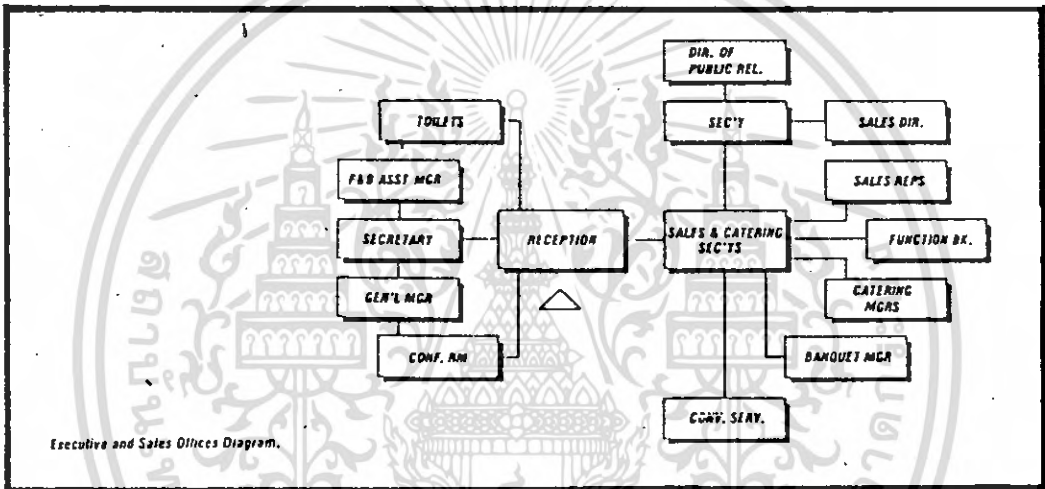 DIR. OF
PUBLIC REL.
TOILETS
SEC'Y
SALES DIR.
F&B ASST MGR
SALES REPS
SECRETARY
RECEPTION
SALES & CATERING
SEC'YS
FUNCTION BK.
GEN'L MGR
CATERING
MGRS
CONF. RM
BANQUET MGR
CONV. SERV.
Executive and Sales Offices Diagram.